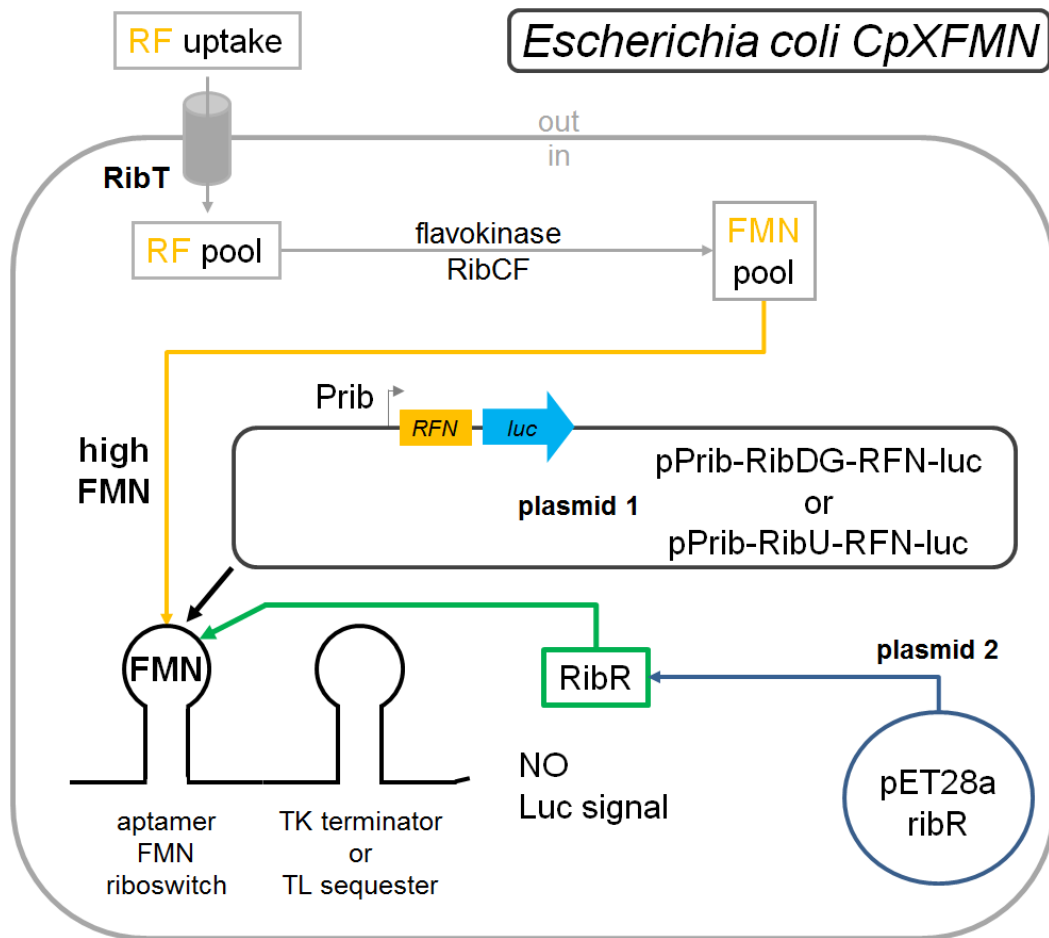 RF uptake
Escherichia coli CpXFMN
out
in
RibT
RF pool
flavokinase
RibCF
FMN
pool
Prib
RFN
luc
high
FMN
pPrib-RibDG-RFN-luc
plasmid 1
or
pPrib-RibU-RFN-luc
FMN
RibR
plasmid 2
NO
Luc signal
pET28a
ribR
aptamer
FMN
riboswitch
TK terminator
or
TL sequester